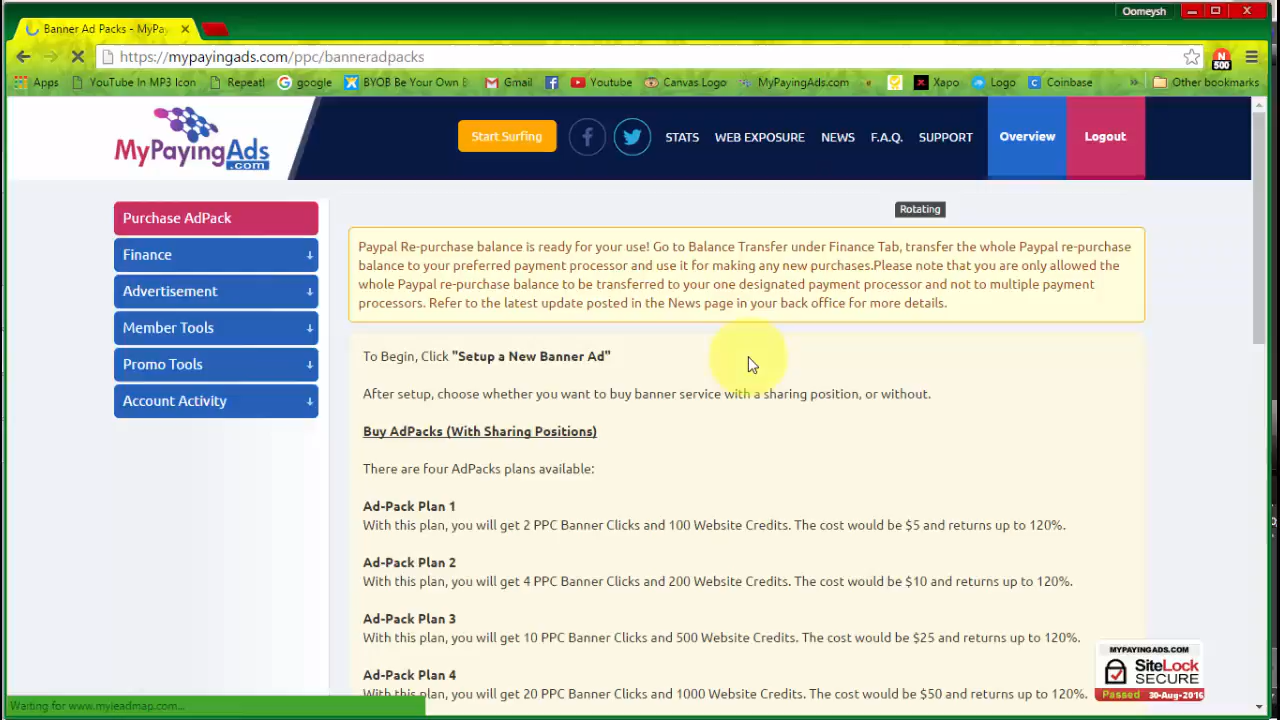 Oomeysh
Banner Ad Packs - MyPa
https://mypayingads.com/ppc/banneradpacks
N
500
Apps YouTube In MP3 Icon Repeat! google BYOB Be Your Own Gmail Youtube Canvas Logo MyPayingAds.com Xapo Logo Coinbase » Other bookmarks
MyPayingAds
.com
Start Surfing STATS WEB EXPOSURE NEWS F.A.Q. SUPPORT Overview Logout
Purchase AdPack
Finance
Advertisement
Member Tools
Promo Tools
Account Activity
Rotating
Paypal Re-purchase balance is ready for your use! Go to Balance Transfer under Finance Tab, transfer the whole Paypal re-purchase
balance to your preferred payment processor and use it for making any new purchases.Please note that you are only allowed the
whole Paypal re-purchase balance to be transferred to your one designated payment processor and not to multiple payment
processors. Refer to the latest update posted in the News page in your back office for more details.
To Begin, Click "Setup a New Banner Ad"
After setup, choose whether you want to buy banner service with a sharing position, or without.
Buy AdPacks (With Sharing Positions)
There are four AdPacks plans available:
Ad-Pack Plan 1
With this plan, you will get 2 PPC Banner Clicks and 100 Website Credits. The cost would be $5 and returns up to 120%.
Ad-Pack Plan 2
With this plan, you will get 4 PPC Banner Clicks and 200 Website Credits. The cost would be $10 and returns up to 120%.
Ad-Pack Plan 3
With this plan, you will get 10 PPC Banner Clicks and 500 Website Credits. The cost would be $25 and returns up to 120%.
Ad-Pack Plan 4
With this plan, you will get 20 PPC Banner Clicks and 1000 Website Credits. The cost would be $50 and returns up to 120%.
MYPAYINGADS.COM
SiteLock
SECURE
Passed 30-Aug-2016
Waiting for www.myleadmap.com...